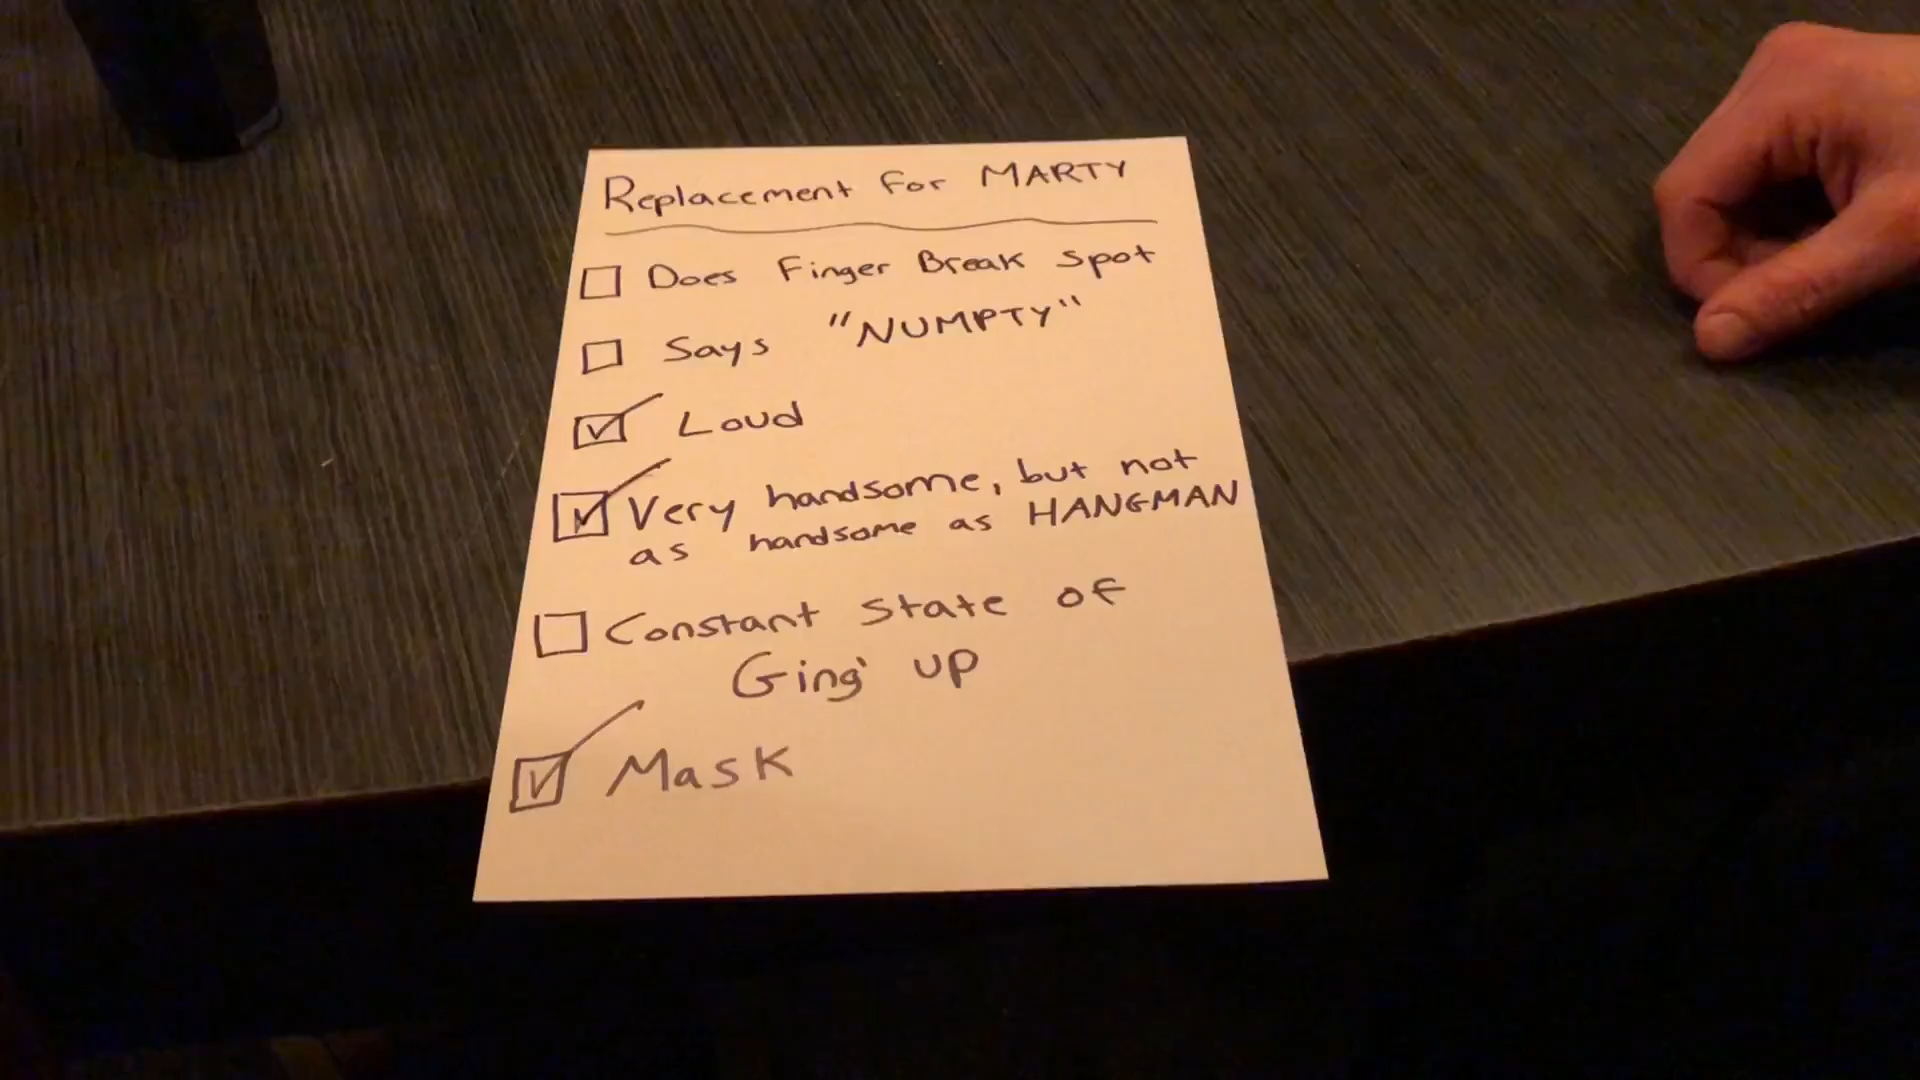 Replacement for MARTY
Does Finger Break spot
Says "NUMPTY"
Loud
Very handsome, but not
as handsome as HANGMAN
Constant state of
Ging' up
Mask